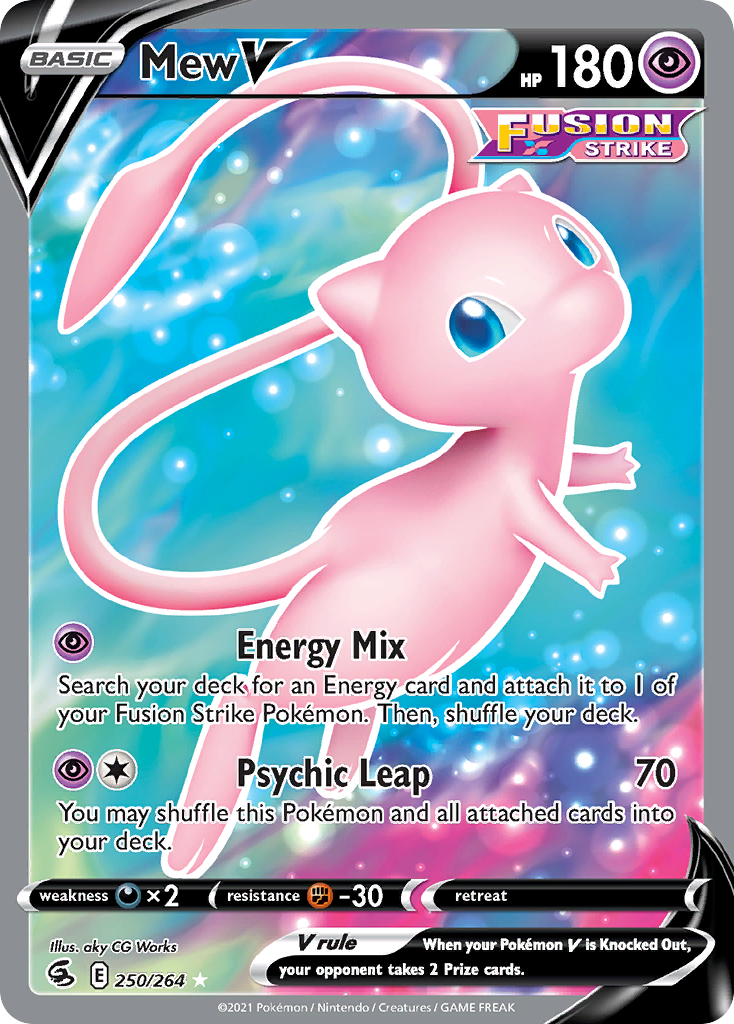 BASIC Mew V HP 180
FUSION
STRIKE
Energy Mix
Search your deck for an Energy card and attach it to 1 of
your Fusion Strike Pokémon. Then, shuffle your deck.
Psychic Leap 70
You may shuffle this Pokémon and all attached cards into
your deck.
weakness ×2 resistance -30 retreat
Illus. aky CG Works
V rule When your Pokémon V is Knocked Out,
your opponent takes 2 Prize cards.
E 250/264 ★
©2021 Pokémon / Nintendo / Creatures / GAME FREAK